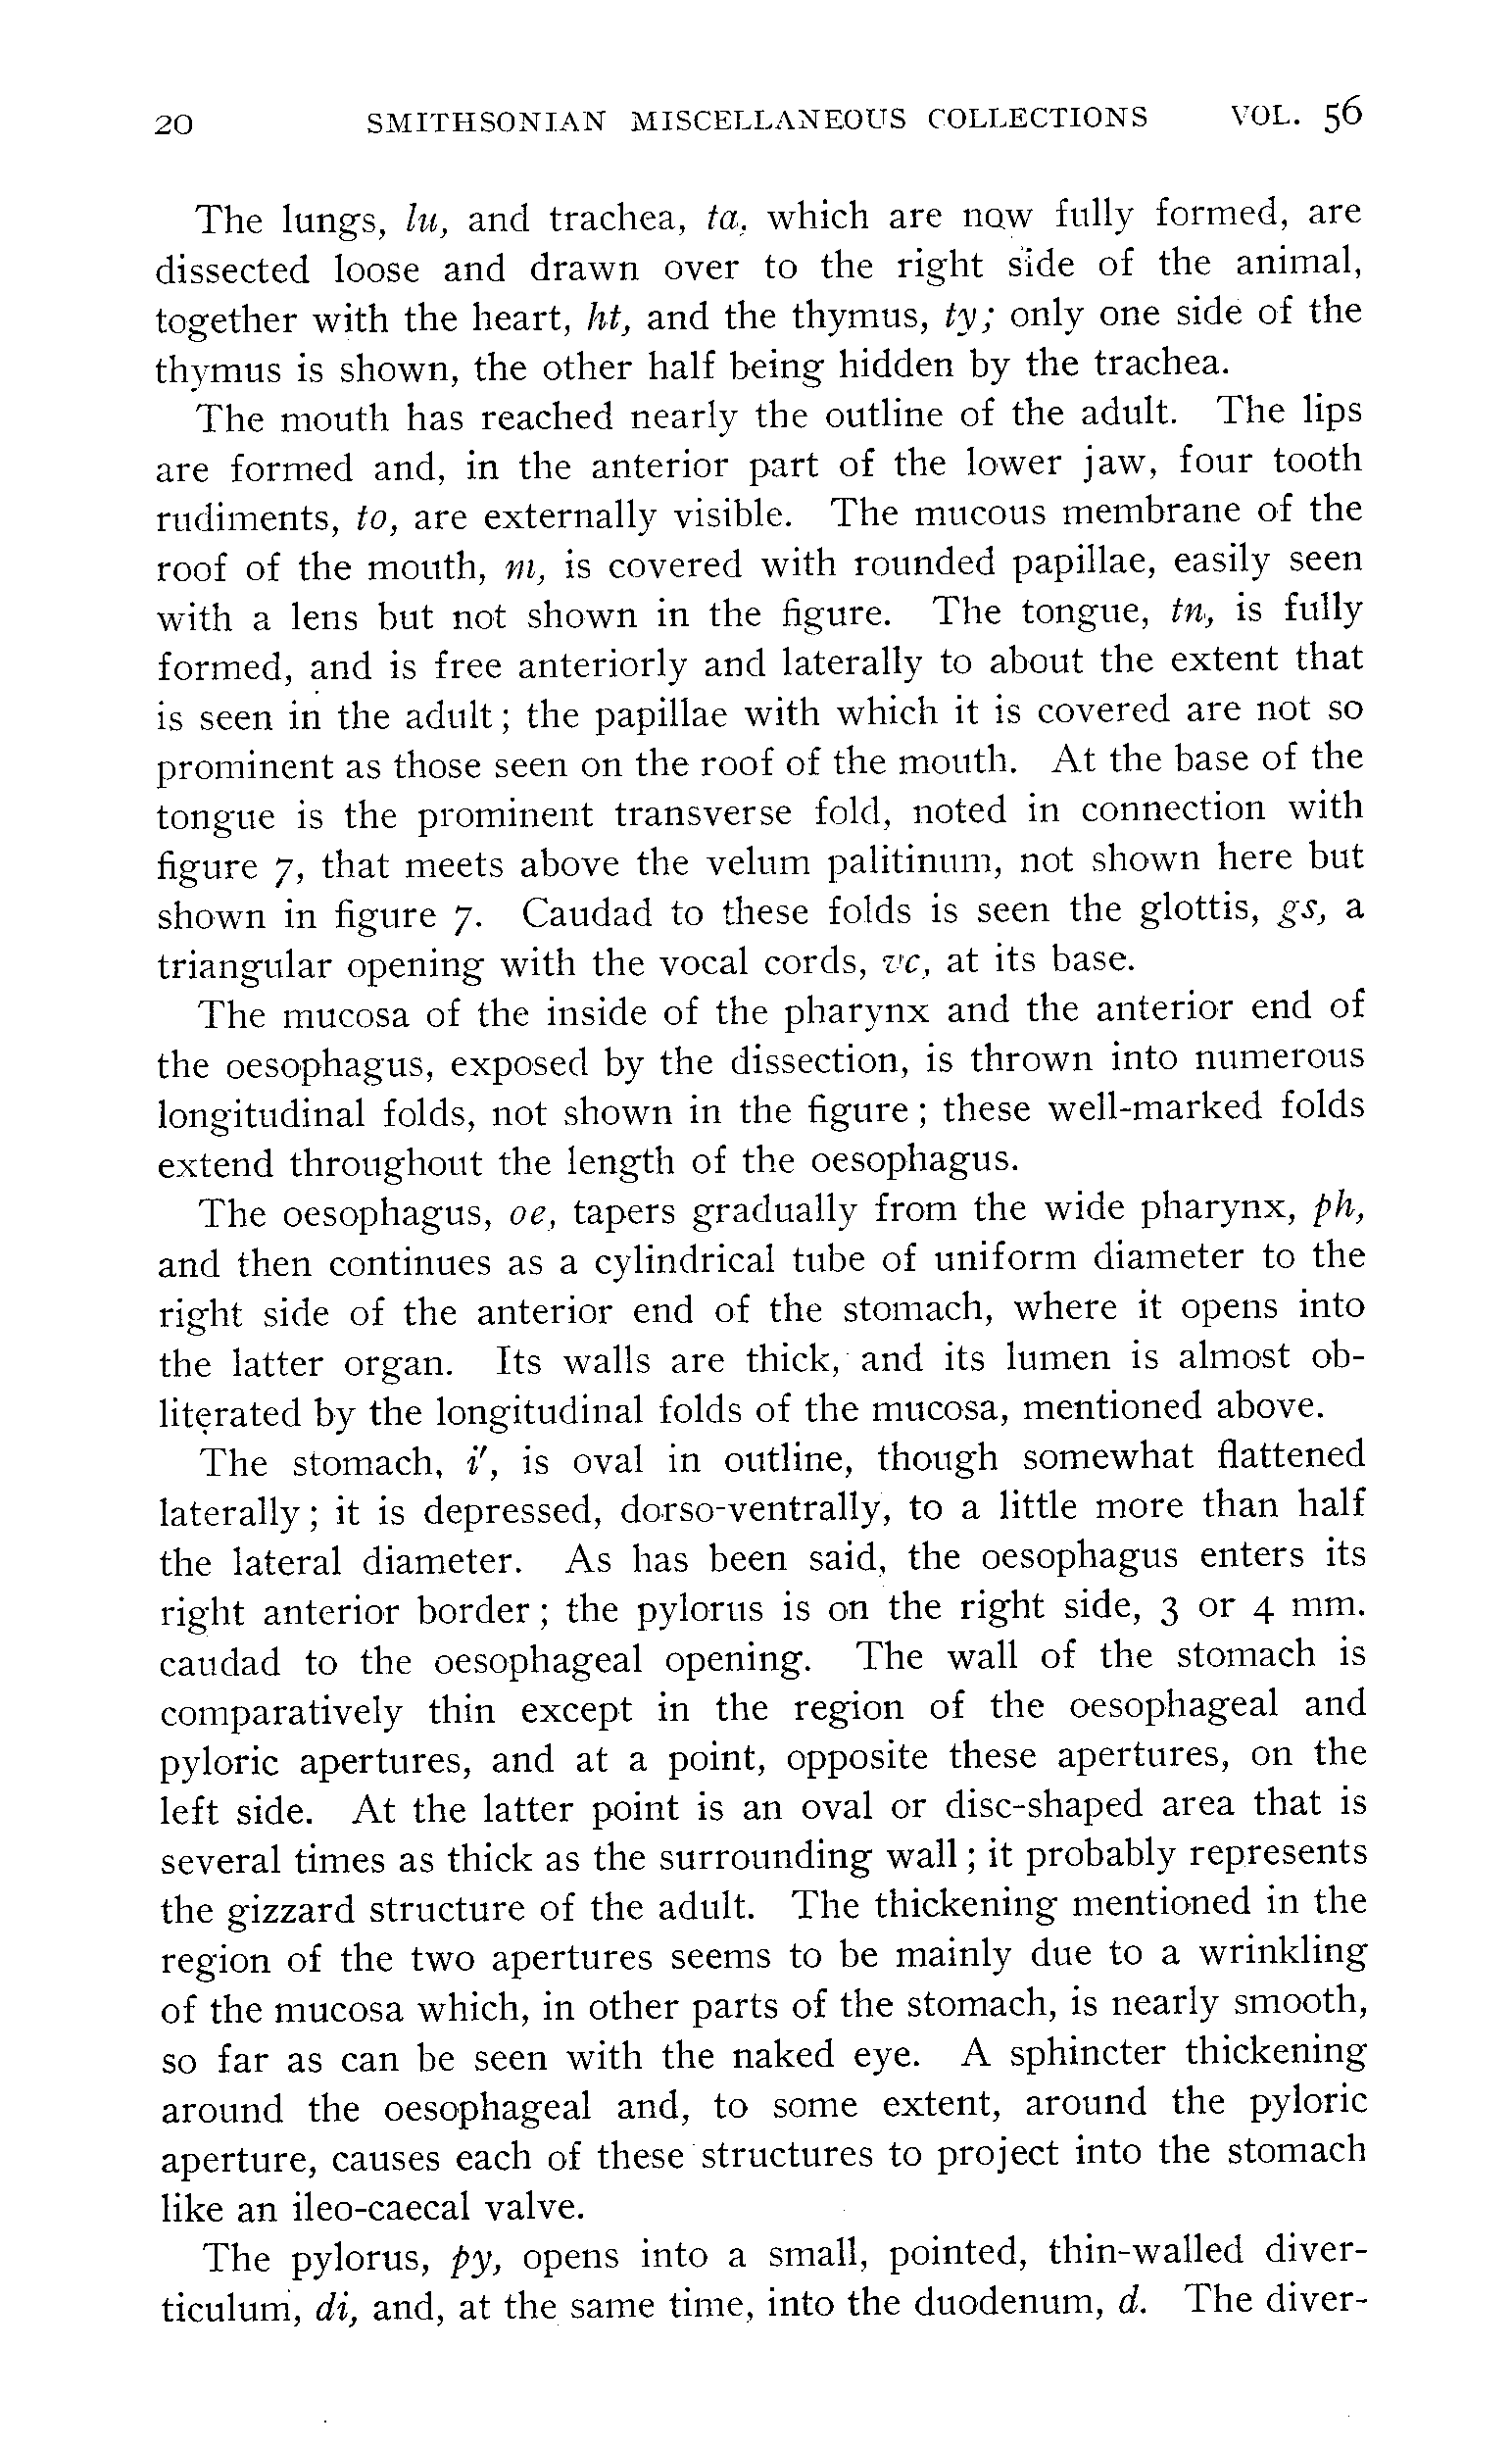 20 SMITHSONIAN MISCELLANEOUS COLLECTIONS VOL. 56
The lungs, lu, and trachea, ta, which are now fully formed, are
dissected loose and drawn over to the right side of the animal,
together with the heart, ht, and the thymus, ty; only one side of the
thymus is shown, the other half being hidden by the trachea.
The mouth has reached nearly the outline of the adult. The lips
are formed and, in the anterior part of the lower jaw, four tooth
rudiments, to, are externally visible. The mucous membrane of the
roof of the mouth, m, is covered with rounded papillae, easily seen
with a lens but not shown in the figure. The tongue, tn, is fully
formed, and is free anteriorly and laterally to about the extent that
is seen in the adult; the papillae with which it is covered are not so
prominent as those seen on the roof of the mouth. At the base of the
tongue is the prominent transverse fold, noted in connection with
figure 7, that meets above the velum palitinum, not shown here but
shown in figure 7. Caudad to these folds is seen the glottis, gs, a
triangular opening with the vocal cords, vc, at its base.
The mucosa of the inside of the pharynx and the anterior end of
the oesophagus, exposed by the dissection, is thrown into numerous
longitudinal folds, not shown in the figure; these well-marked folds
extend throughout the length of the oesophagus.
The oesophagus, oe, tapers gradually from the wide pharynx, ph,
and then continues as a cylindrical tube of uniform diameter to the
right side of the anterior end of the stomach, where it opens into
the latter organ. Its walls are thick, and its lumen is almost ob-
literated by the longitudinal folds of the mucosa, mentioned above.
The stomach, i', is oval in outline, though somewhat flattened
laterally; it is depressed, dorso-ventrally, to a little more than half
the lateral diameter. As has been said, the oesophagus enters its
right anterior border; the pylorus is on the right side, 3 or 4 mm.
caudad to the oesophageal opening. The wall of the stomach is
comparatively thin except in the region of the oesophageal and
pyloric apertures, and at a point, opposite these apertures, on the
left side. At the latter point is an oval or disc-shaped area that is
several times as thick as the surrounding wall; it probably represents
the gizzard structure of the adult. The thickening mentioned in the
region of the two apertures seems to be mainly due to a wrinkling
of the mucosa which, in other parts of the stomach, is nearly smooth,
so far as can be seen with the naked eye. A sphincter thickening
around the oesophageal and, to some extent, around the pyloric
aperture, causes each of these structures to project into the stomach
like an ileo-caecal valve.
The pylorus, py, opens into a small, pointed, thin-walled diver-
ticulum, di, and, at the same time, into the duodenum, d. The diver-